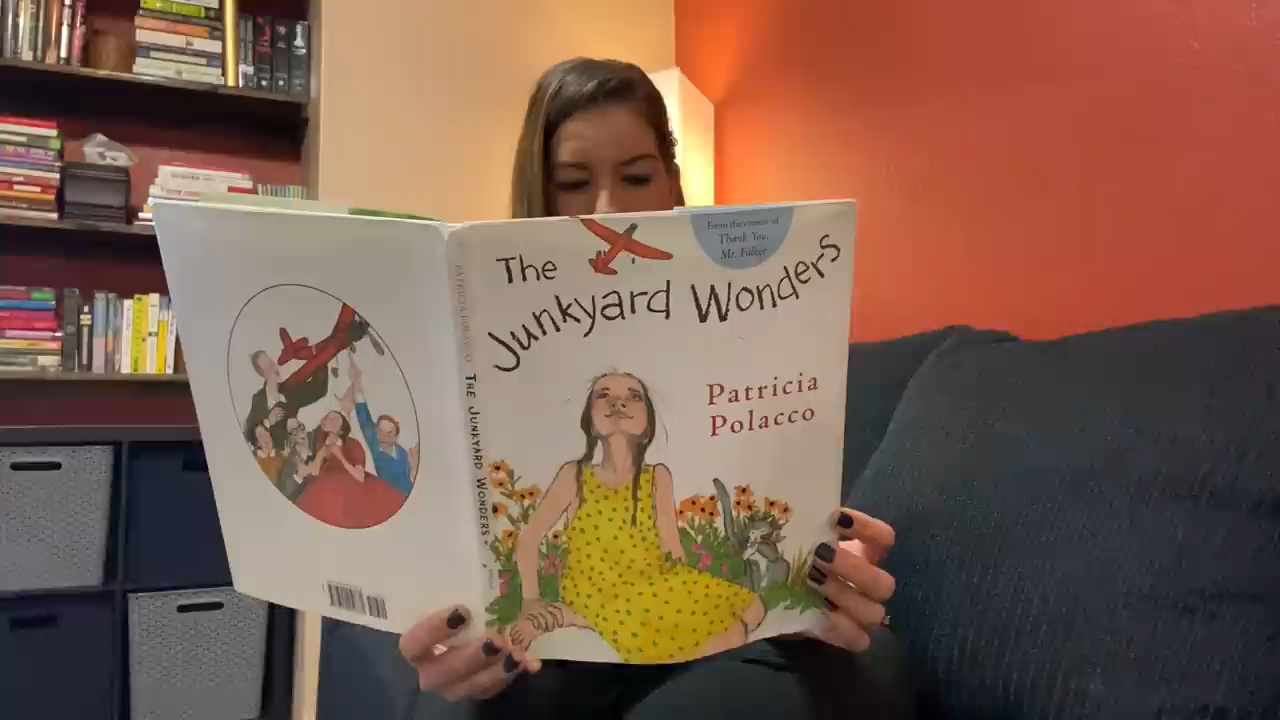 From the creator of
Thank You,
Mr. Falker
The
Junkyard Wonders
Patricia
Polacco
PATRICIA POLACCO THE JUNKYARD WONDERS